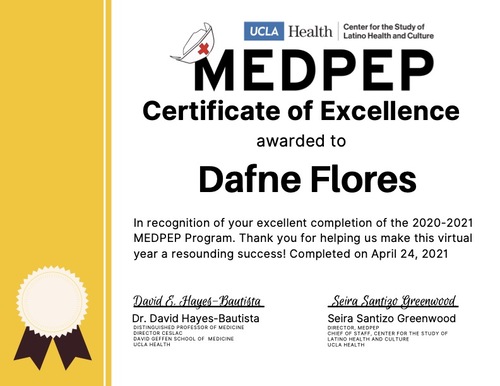 UCLA Health Center for the Study of
Latino Health and Culture
MEDPEP
Certificate of Excellence
awarded to
Dafne Flores
In recognition of your excellent completion of the 2020-2021
MEDPEP Program. Thank you for helping us make this virtual
year a resounding success! Completed on April 24, 2021
David E. Hayes-Bautista Seira Santizo Greenwood
Dr. David Hayes-Bautista
DISTINGUISHED PROFESSOR OF MEDICINE
DIRECTOR CESLAC
DAVID GEFFEN SCHOOL OF MEDICINE
UCLA HEALTH
Seira Santizo Greenwood
DIRECTOR, MEDPEP
CHIEF OF STAFF, CENTER FOR THE STUDY OF
LATINO HEALTH AND CULTURE
UCLA HEALTH